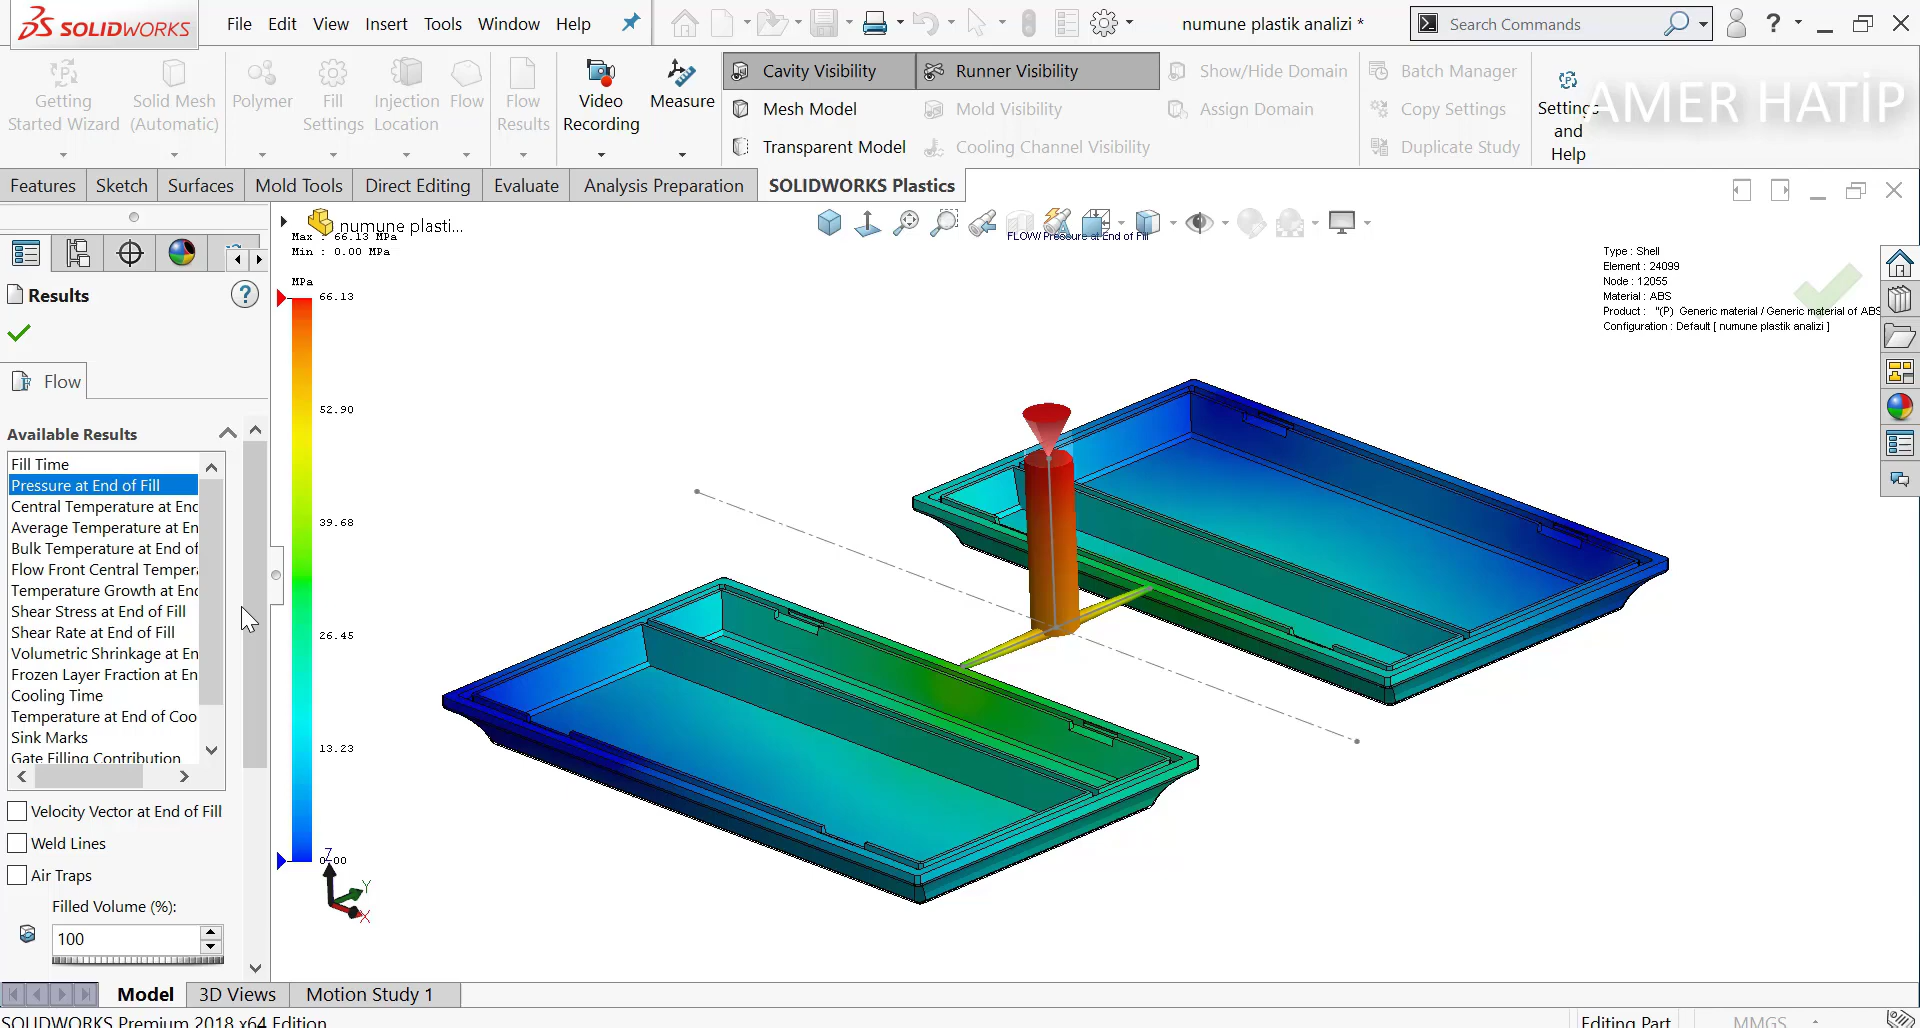 SOLIDWORKS
File Edit View Insert Tools Window Help
numune plastik analizi *
Search Commands
Getting Started Wizard
Solid Mesh (Automatic)
Polymer
Fill Settings
Injection Location
Flow
Flow Results
Video Recording
Measure
Cavity Visibility
Runner Visibility
Show/Hide Domain
Batch Manager
Mesh Model
Mold Visibility
Assign Domain
Copy Settings
Transparent Model
Cooling Channel Visibility
Duplicate Study
Settings and Help
AMER HATİP
Features Sketch Surfaces Mold Tools Direct Editing Evaluate Analysis Preparation SOLIDWORKS Plastics
numune plasti...
Max : 66.13 MPa
Min : 0.00 MPa
FLOW/ Pressure at End of Fill
Type : Shell
Element : 24099
Node : 12055
Material : ABS
Product : "(P) Generic material / Generic material of ABS
Configuration : Default [ numune plastik analizi ]
MPa
66.13
52.90
39.68
26.45
13.23
0.00
Z
Y
X
Results
?
Flow
Available Results
Fill Time
Pressure at End of Fill
Central Temperature at Enc
Average Temperature at En
Bulk Temperature at End of
Flow Front Central Tempera
Temperature Growth at Enc
Shear Stress at End of Fill
Shear Rate at End of Fill
Volumetric Shrinkage at En
Frozen Layer Fraction at En
Cooling Time
Temperature at End of Coo
Sink Marks
Gate Filling Contribution
Velocity Vector at End of Fill
Weld Lines
Air Traps
Filled Volume (%):
100
Model 3D Views Motion Study 1
SOLIDWORKS Premium 2018 x64 Edition
Editing Part
MMGS